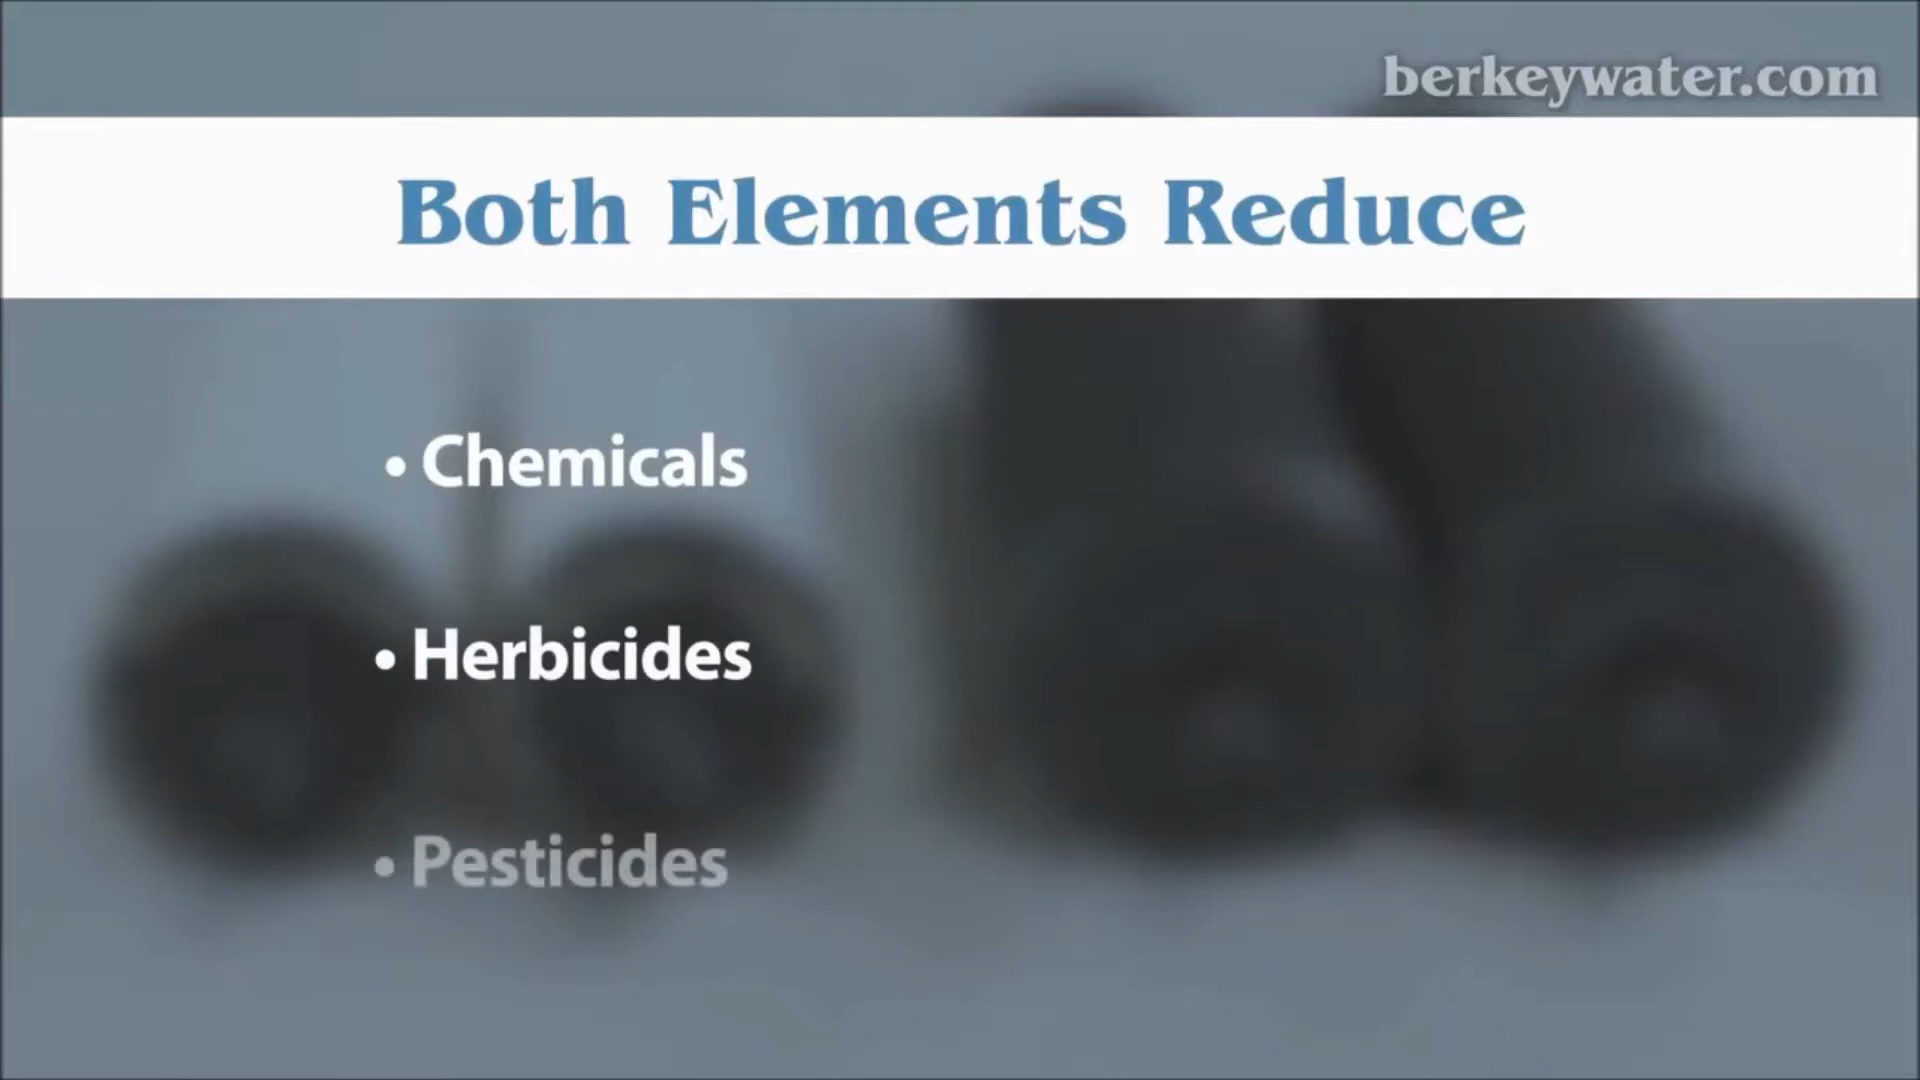 berkeywater.com
Both Elements Reduce
• Chemicals
• Herbicides
• Pesticides